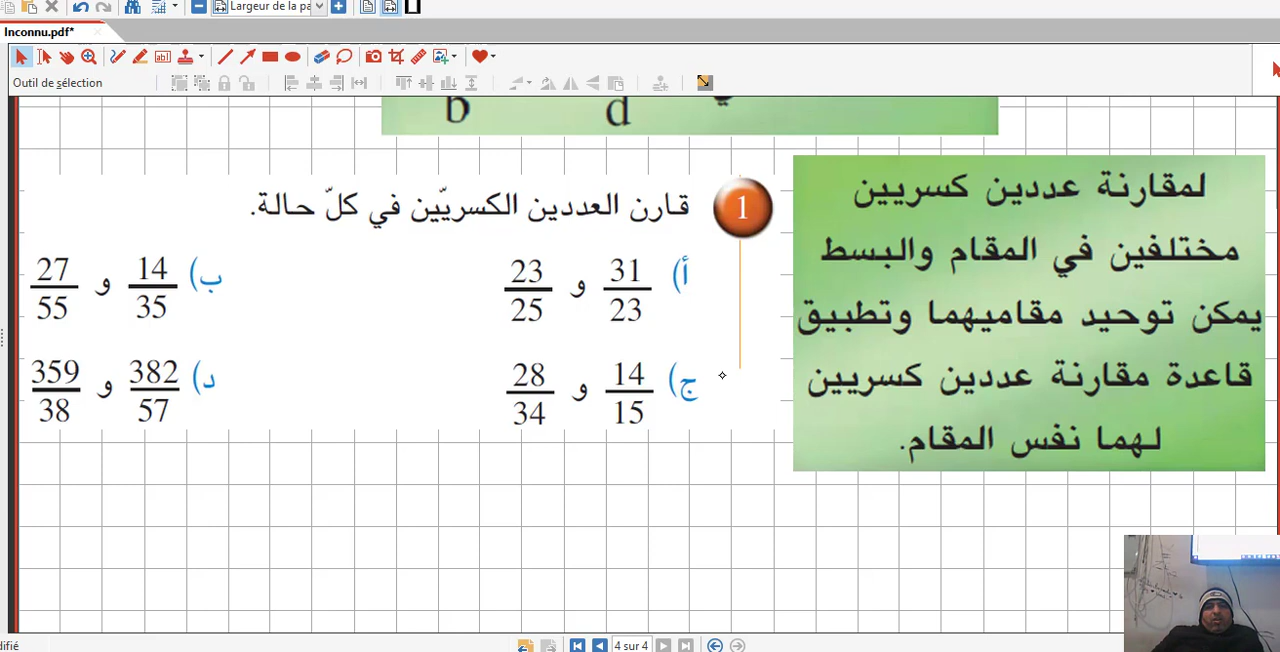 Largeur de la pa
Inconnu.pdf*
Outil de sélection
b d
1 قارن العددين الكسريّين في كلّ حالة.
أ) 31/23 و 23/25
ب) 14/35 و 27/55
ج) 14/15 و 28/34
د) 382/57 و 359/38
لمقارنة عددين كسريين
مختلفين في المقام والبسط
يمكن توحيد مقاميهما وتطبيق
قاعدة مقارنة عددين كسريين
لهما نفس المقام.
difié
4 sur 4